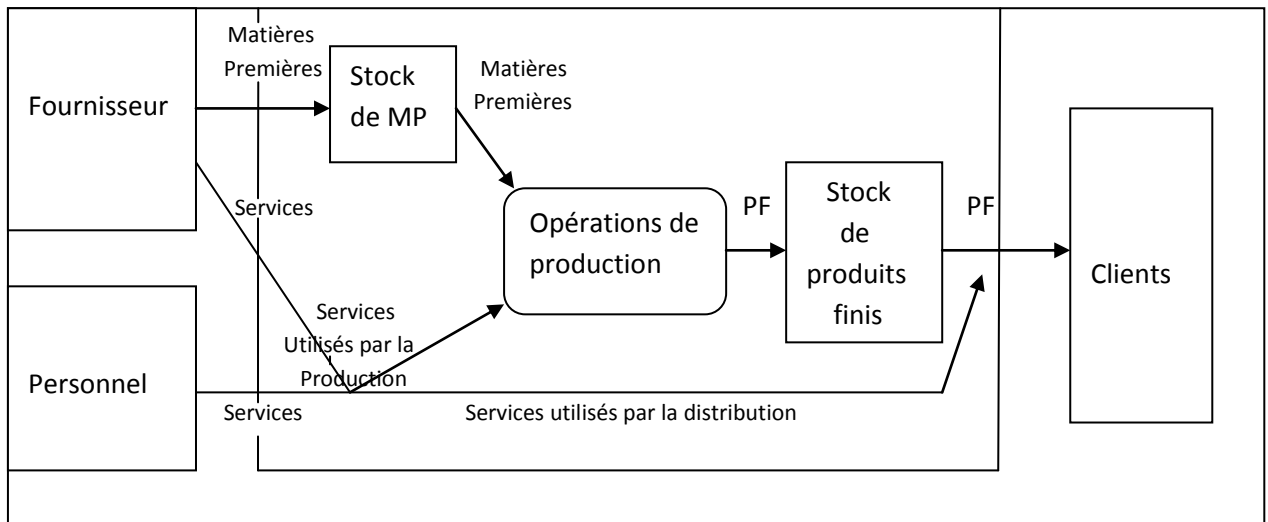 Matières
Premières
Fournisseur
Stock
de MP
Matières
Premières
Services
Opérations de
production
PF
Stock
de
produits
finis
PF
Clients
Services
Utilisés par la
Production
Personnel
Services
Services utilisés par la distribution